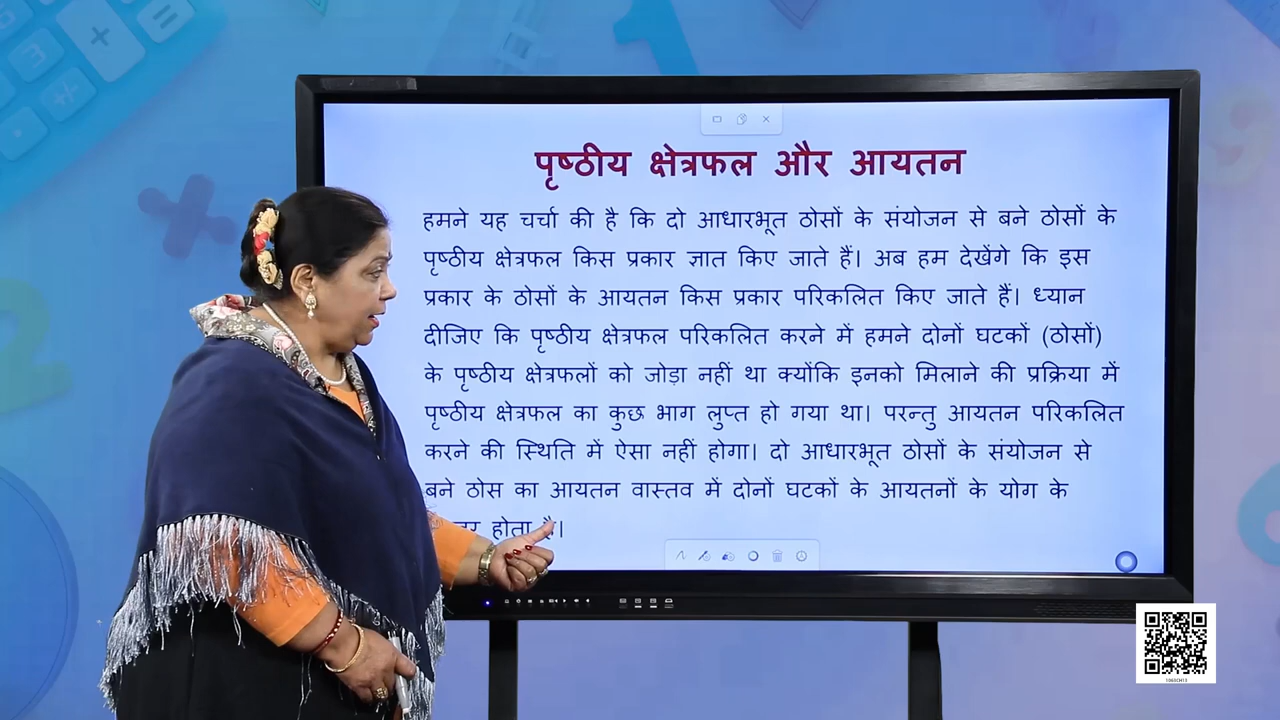 पृष्ठीय क्षेत्रफल और आयतन
हमने यह चर्चा की है कि दो आधारभूत ठोसों के संयोजन से बने ठोसों के
पृष्ठीय क्षेत्रफल किस प्रकार ज्ञात किए जाते हैं। अब हम देखेंगे कि इस
प्रकार के ठोसों के आयतन किस प्रकार परिकलित किए जाते हैं। ध्यान
दीजिए कि पृष्ठीय क्षेत्रफल परिकलित करने में हमने दोनों घटकों (ठोसों)
के पृष्ठीय क्षेत्रफलों को जोड़ा नहीं था क्योंकि इनको मिलाने की प्रक्रिया में
पृष्ठीय क्षेत्रफल का कुछ भाग लुप्त हो गया था। परन्तु आयतन परिकलित
करने की स्थिति में ऐसा नहीं होगा। दो आधारभूत ठोसों के संयोजन से
बने ठोस का आयतन वास्तव में दोनों घटकों के आयतनों के योग के
होता है।